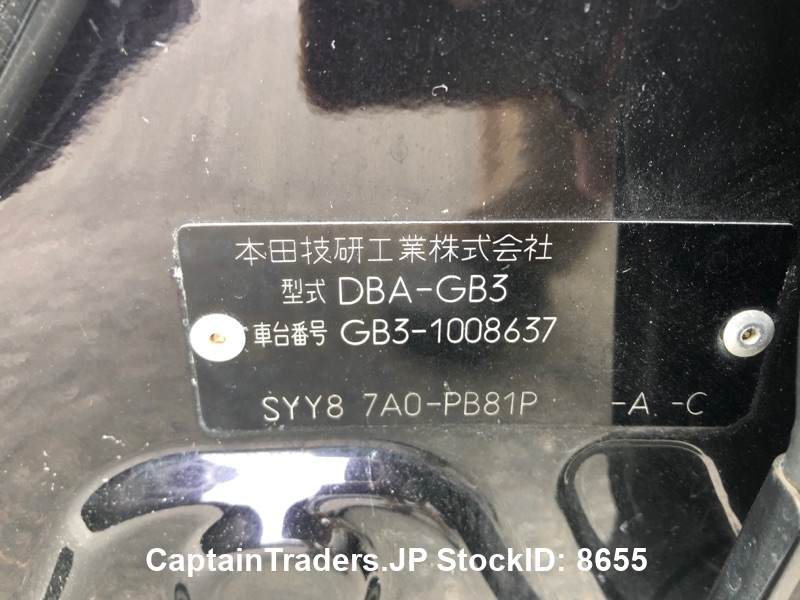 本田技研工業株式会社
型式 DBA-GB3
車台番号 GB3-1008637
SYY8 7A0-PB81P -A -C
CaptainTraders.JP StockID: 8655